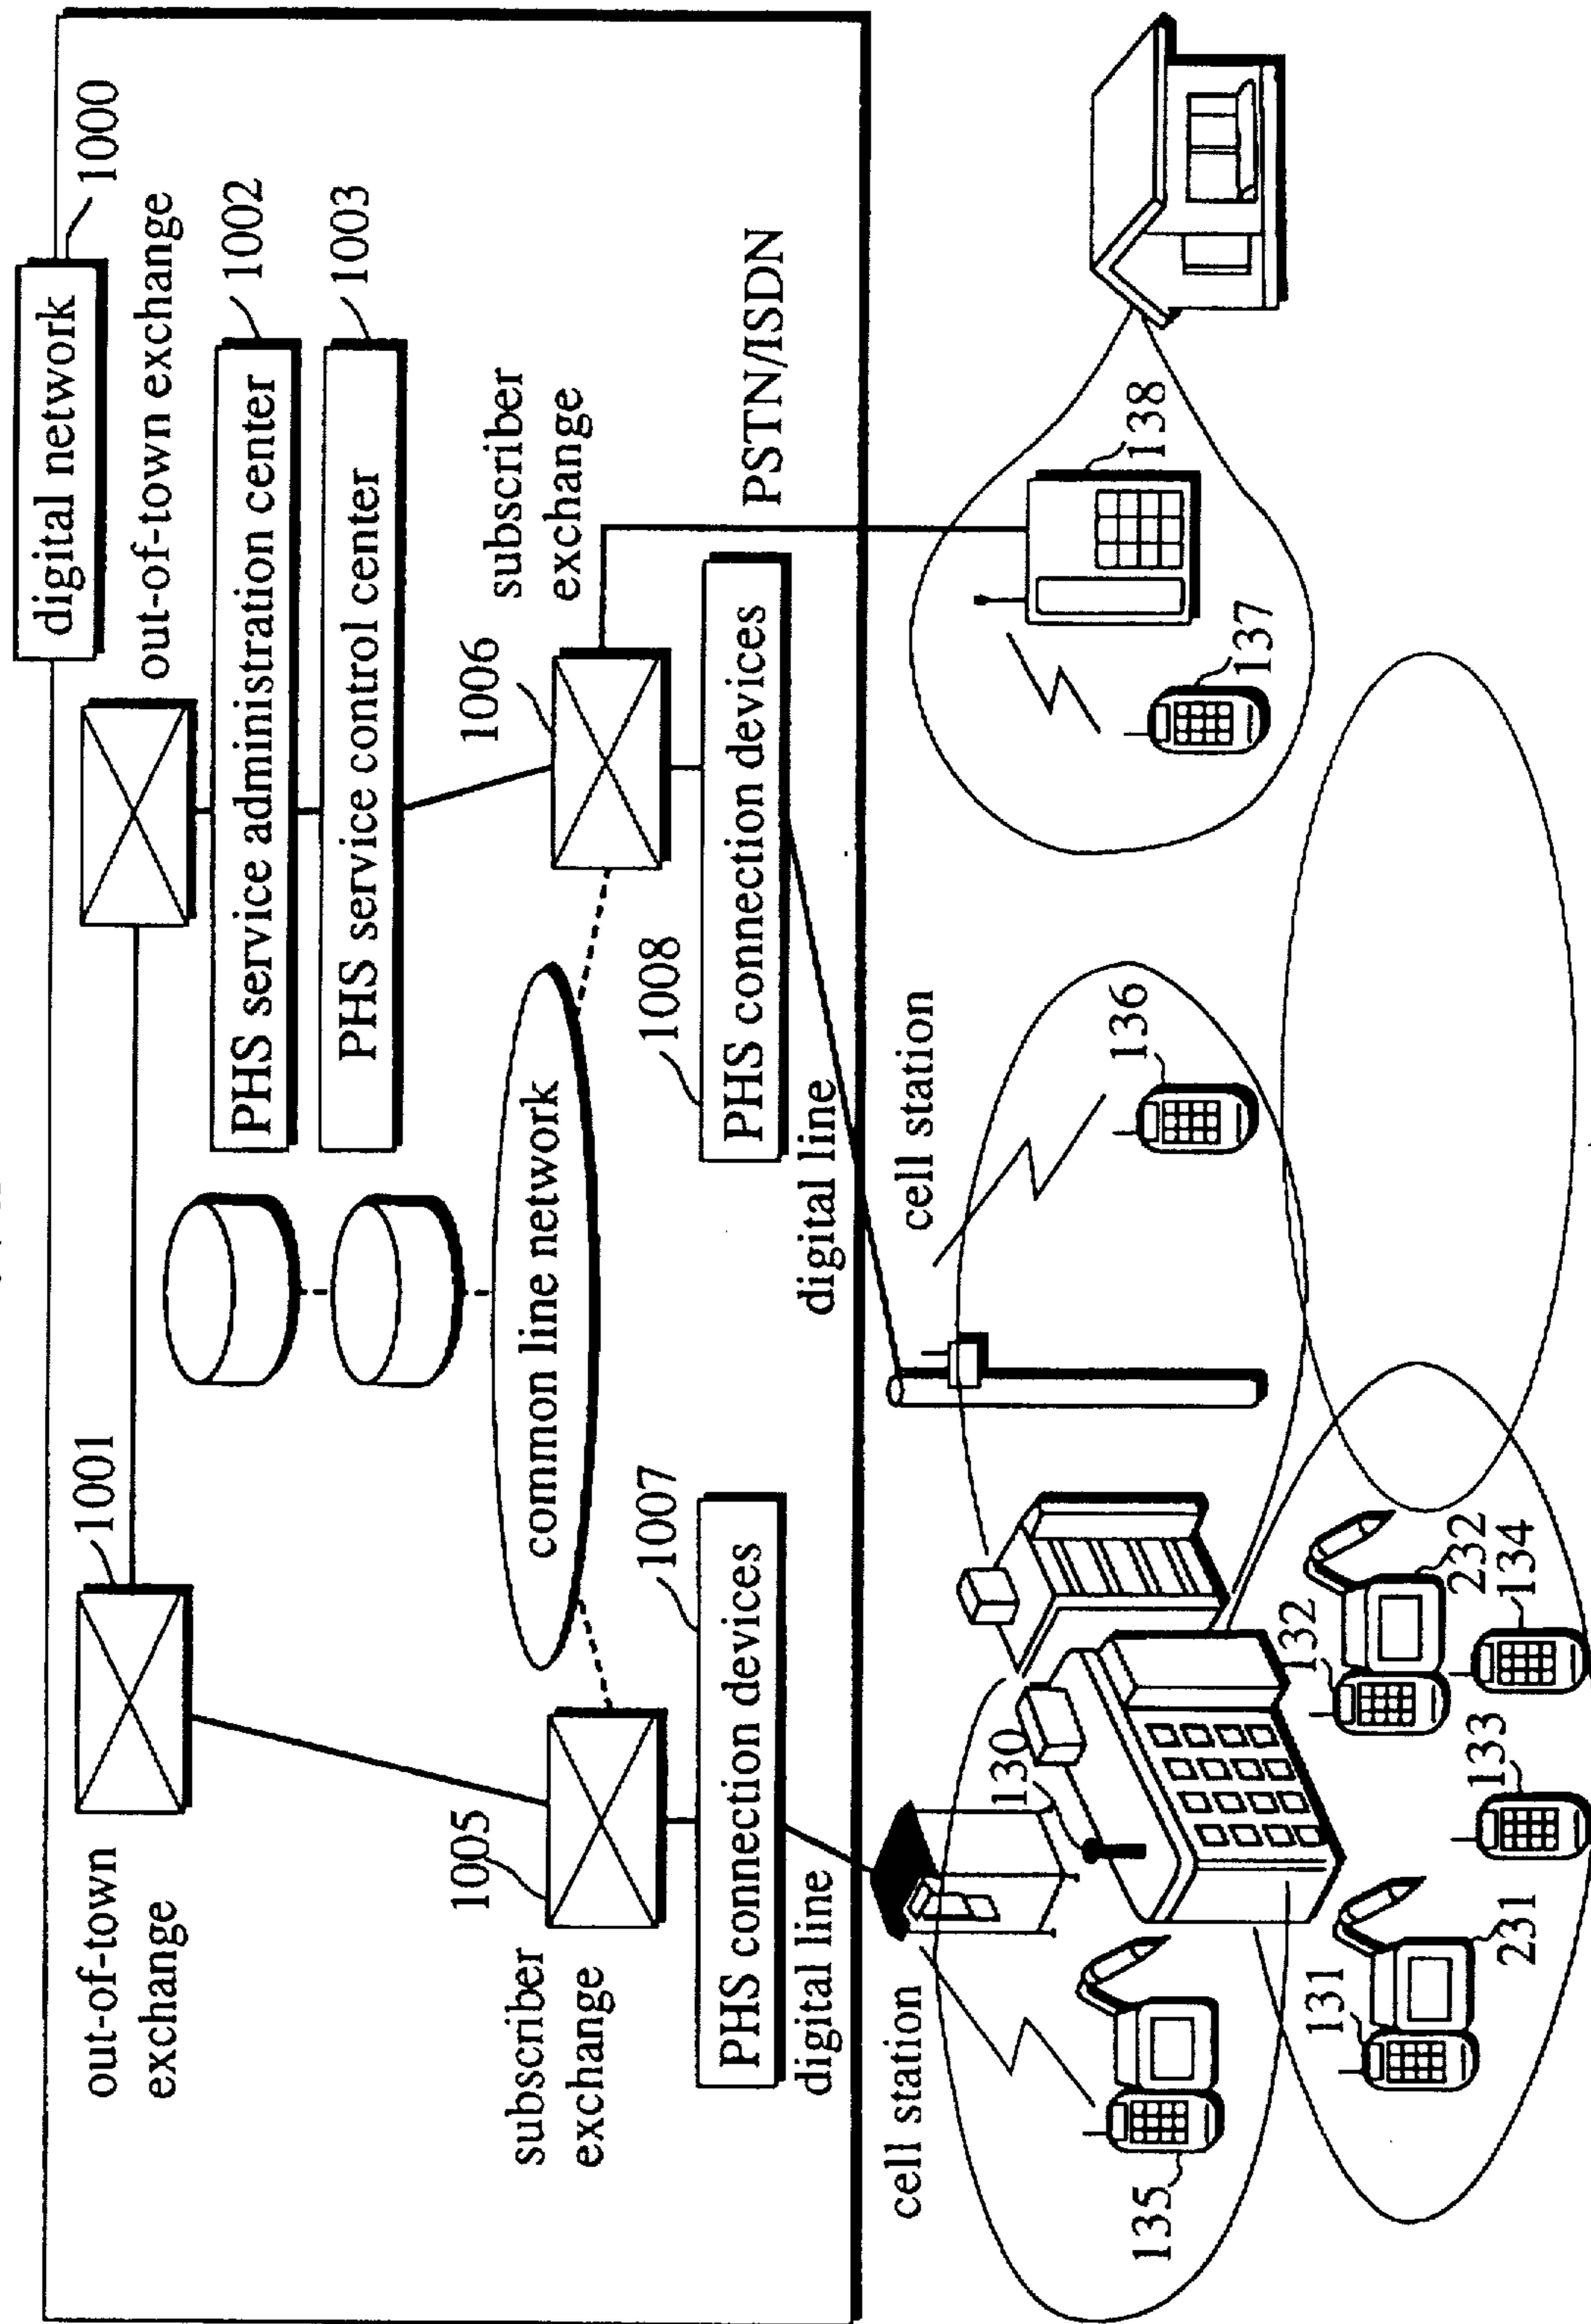 digital network
1000
1001
out-of-town
exchange
out-of-town exchange
PHS service administration center
1002
PHS service control center
1003
common line network
1005
subscriber
exchange
1006
subscriber
exchange
1007
PHS connection devices
1008
PHS connection devices
PSTN/ISDN
digital line
digital line
cell station
cell station
130
135
136
137
138
131
231
132
232
133
134